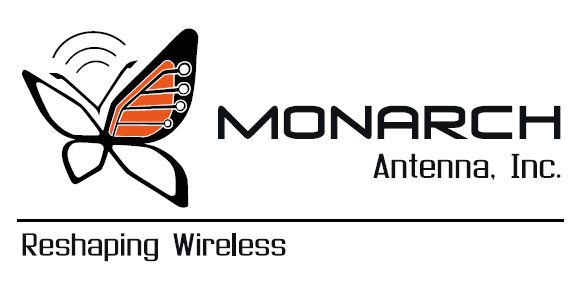 MONARCH
Antenna, Inc.
Reshaping Wireless